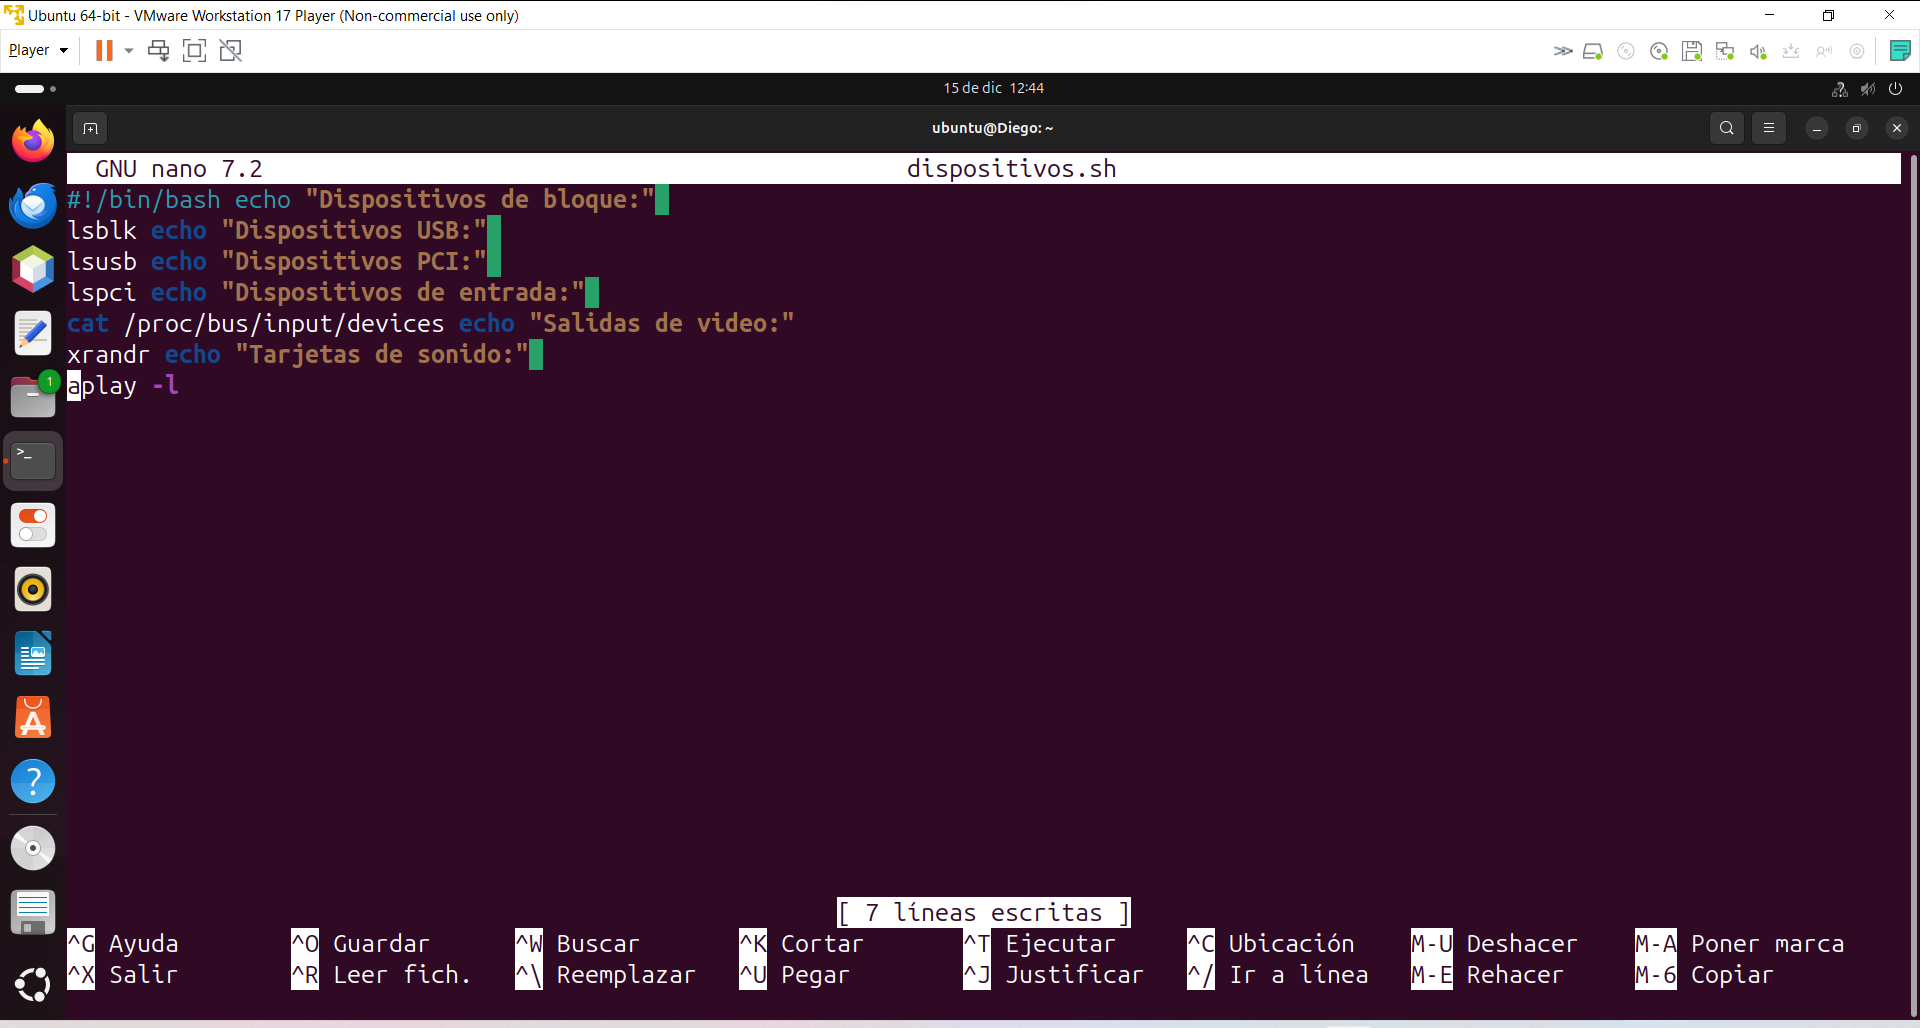 Ubuntu 64-bit - VMware Workstation 17 Player (Non-commercial use only)
Player
15 de dic 12:44
ubuntu@Diego: ~
GNU nano 7.2 dispositivos.sh
#!/bin/bash echo "Dispositivos de bloque:"
lsblk echo "Dispositivos USB:"
lsusb echo "Dispositivos PCI:"
lspci echo "Dispositivos de entrada:"
cat /proc/bus/input/devices echo "Salidas de video:"
xrandr echo "Tarjetas de sonido:"
aplay -l
1
>_
[ 7 líneas escritas ]
^G Ayuda ^O Guardar ^W Buscar ^K Cortar ^T Ejecutar ^C Ubicación M-U Deshacer M-A Poner marca
^X Salir ^R Leer fich. ^\ Reemplazar ^U Pegar ^J Justificar ^/ Ir a línea M-E Rehacer M-6 Copiar